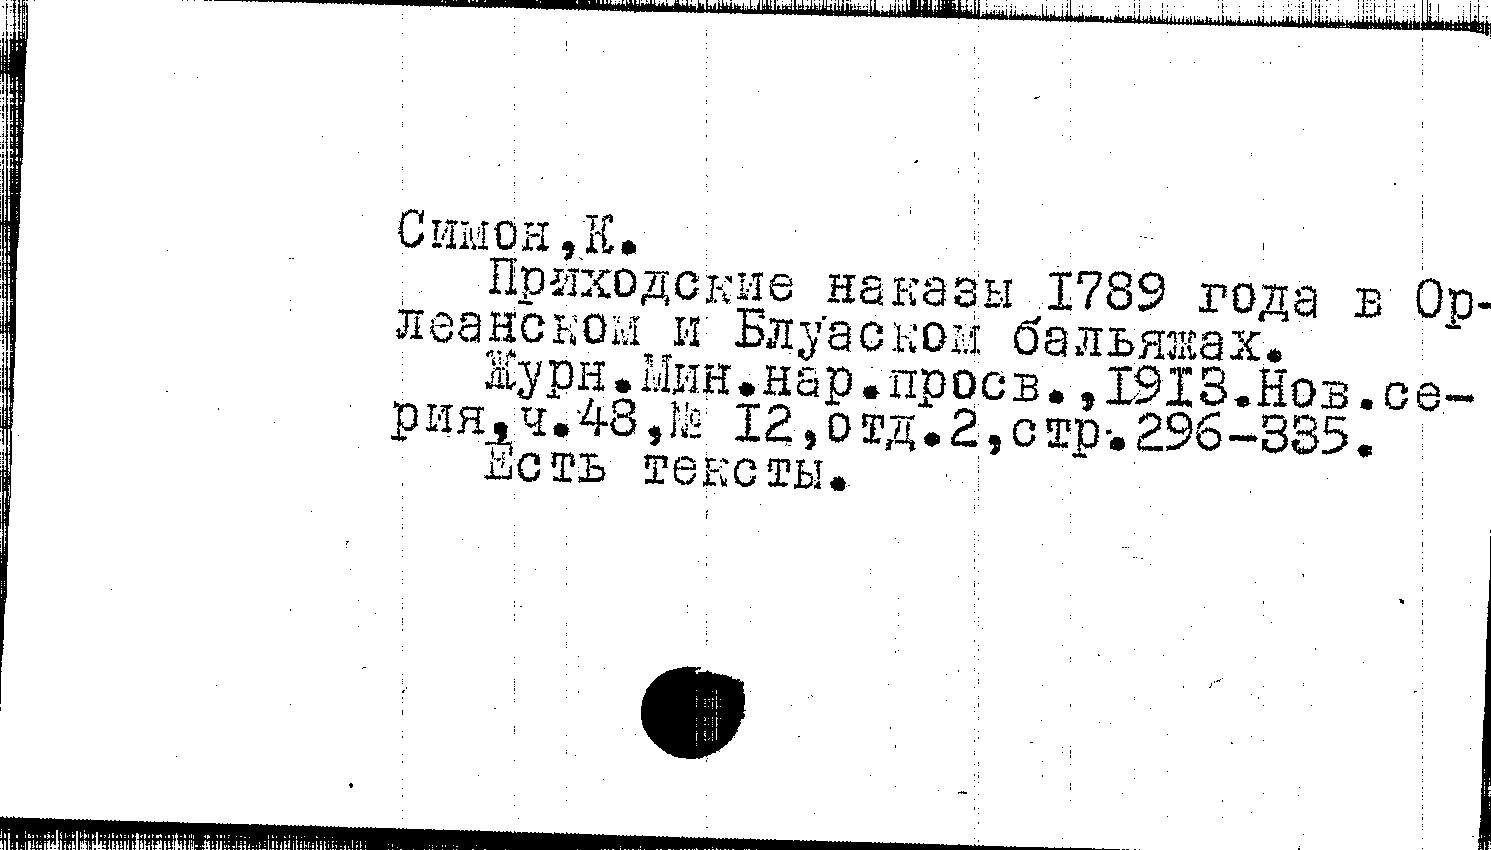 Симон,К.
Приходские наказы 1789 года в Ор-
леанском и Блуаском бальяжах.
Журн.Мин.нар.просв.,1913.Нов.се-
рия,ч.48,№ 12,отд.2,стр.296-335.
Есть тексты.